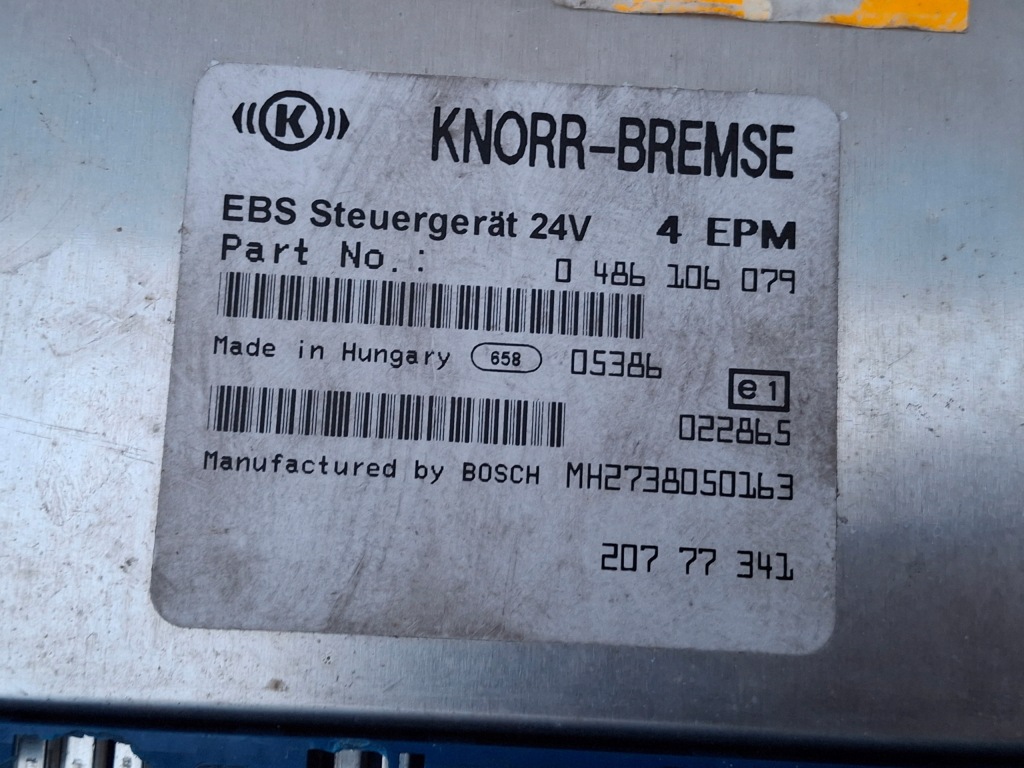 K KNORR-BREMSE
EBS Steuergerät 24V 4 EPM
Part No.: 0 486 106 079
Made in Hungary 658 05386
e1
022865
Manufactured by BOSCH MH2738050163
207 77 341